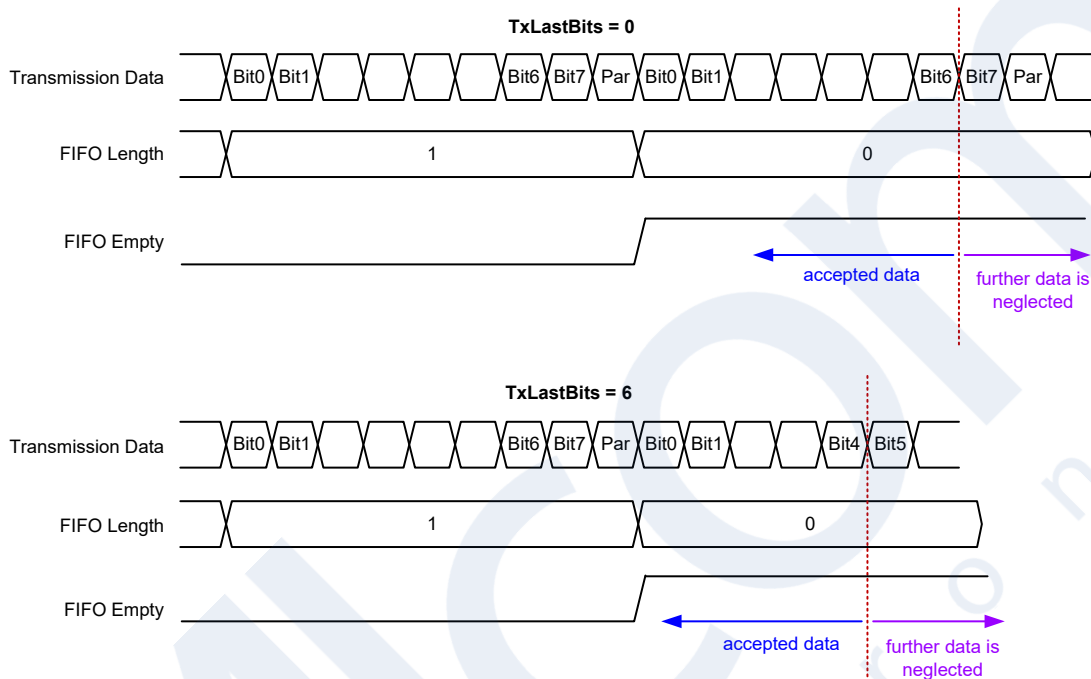 TxLastBits = 0
Transmission Data Bit0 Bit1 Bit6 Bit7 Par Bit0 Bit1 Bit6 Bit7 Par
FIFO Length 1 0
FIFO Empty
accepted data further data is
neglected
TxLastBits = 6
Transmission Data Bit0 Bit1 Bit6 Bit7 Par Bit0 Bit1 Bit4 Bit5
FIFO Length 1 0
FIFO Empty
accepted data further data is
neglected